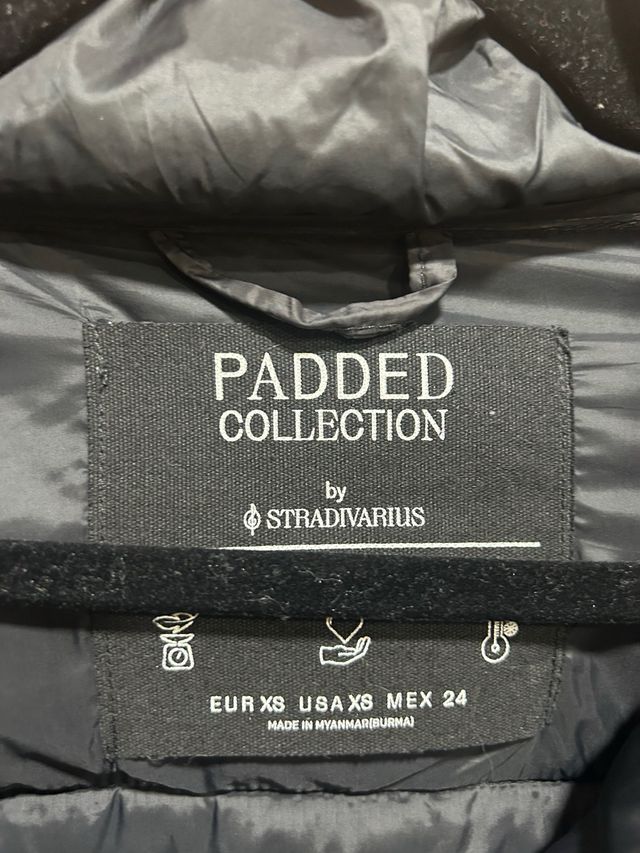 PADDED
COLLECTION
by
STRADIVARIUS
EUR XS USA XS MEX 24
MADE IN MYANMAR(BURMA)